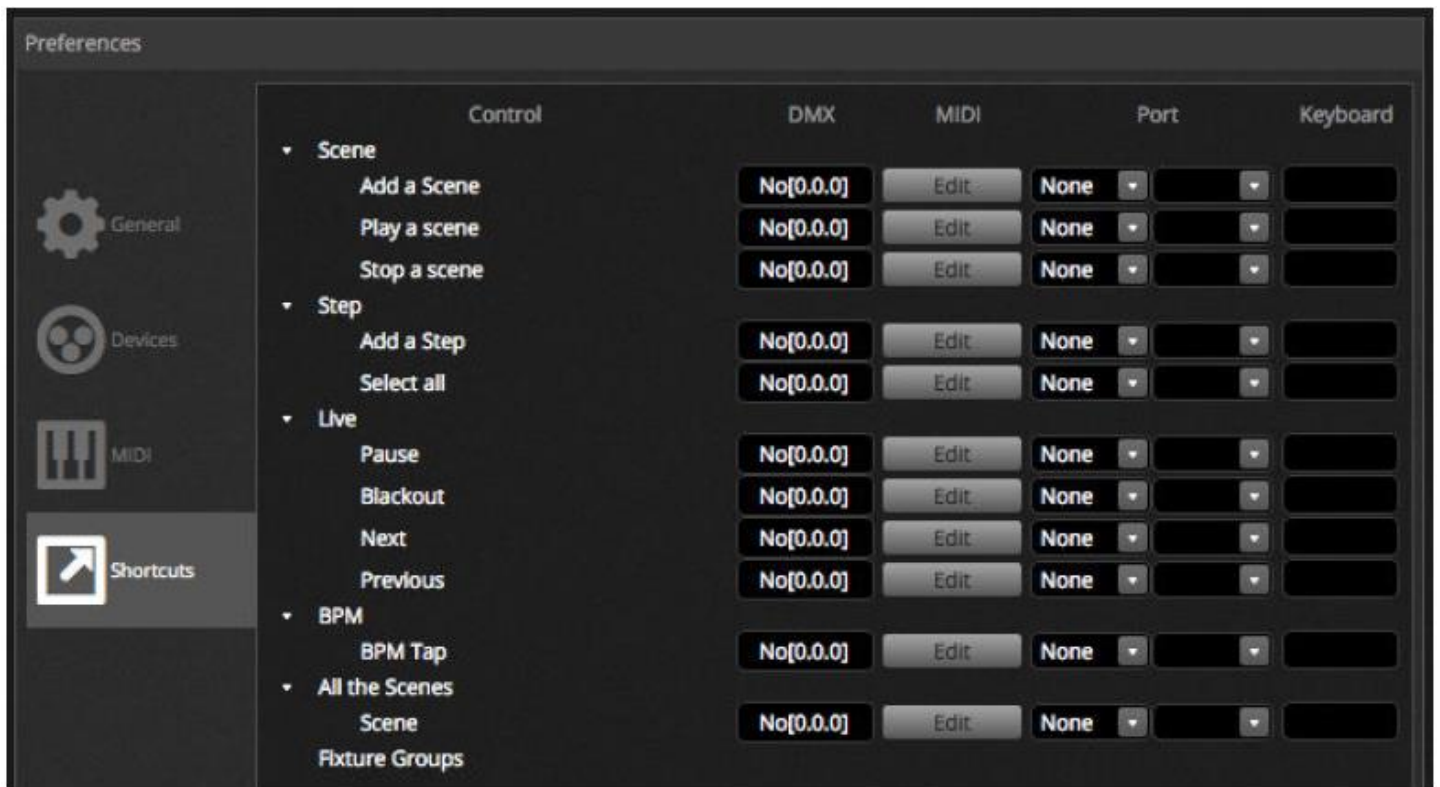 Preferences
Control DMX MIDI Port Keyboard
Scene
Add a Scene No[0.0.0] Edit None
General
Play a scene No[0.0.0] Edit None
Stop a scene No[0.0.0] Edit None
Step
Devices
Add a Step No[0.0.0] Edit None
Select all No[0.0.0] Edit None
Live
MIDI
Pause No[0.0.0] Edit None
Blackout No[0.0.0] Edit None
Next No[0.0.0] Edit None
Shortcuts
Previous No[0.0.0] Edit None
BPM
BPM Tap No[0.0.0] Edit None
All the Scenes
Scene No[0.0.0] Edit None
Fixture Groups